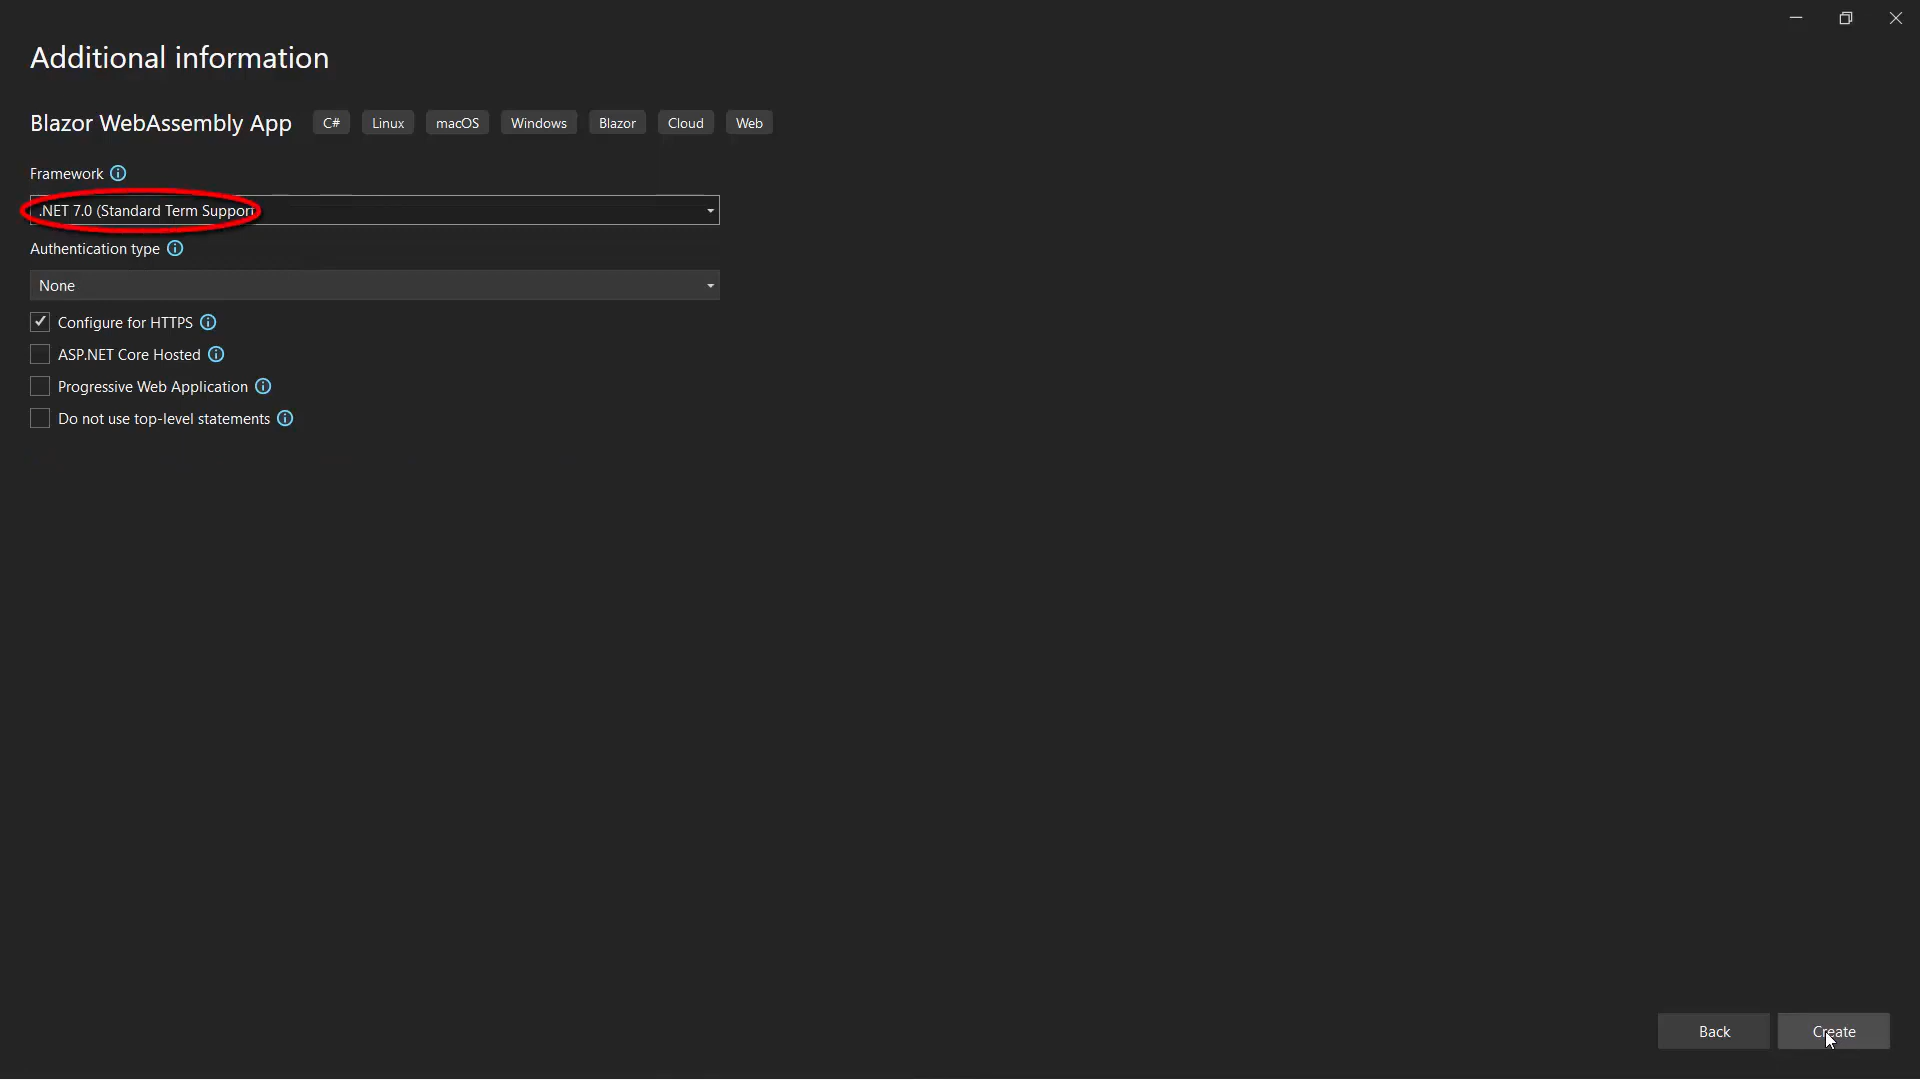 Additional information
Blazor WebAssembly App C# Linux macOS Windows Blazor Cloud Web
Framework
.NET 7.0 (Standard Term Support
Authentication type
None
Configure for HTTPS
ASP.NET Core Hosted
Progressive Web Application
Do not use top-level statements
Back Create